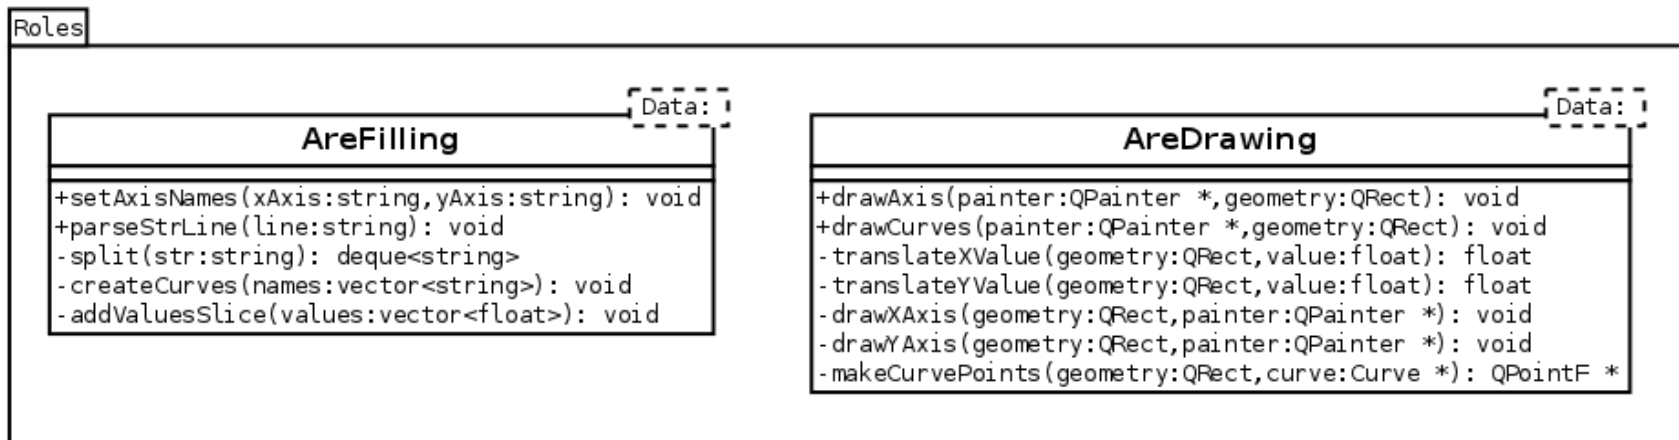 Roles
Data:
AreFilling
+setAxisNames(xAxis:string,yAxis:string): void
+parseStrLine(line:string): void
-split(str:string): deque<string>
-createCurves(names:vector<string>): void
-addValuesSlice(values:vector<float>): void
Data:
AreDrawing
+drawAxis(painter:QPainter *,geometry:QRect): void
+drawCurves(painter:QPainter *,geometry:QRect): void
-translateXValue(geometry:QRect,value:float): float
-translateYValue(geometry:QRect,value:float): float
-drawXAxis(geometry:QRect,painter:QPainter *): void
-drawYAxis(geometry:QRect,painter:QPainter *): void
-makeCurvePoints(geometry:QRect,curve:Curve *): QPointF *